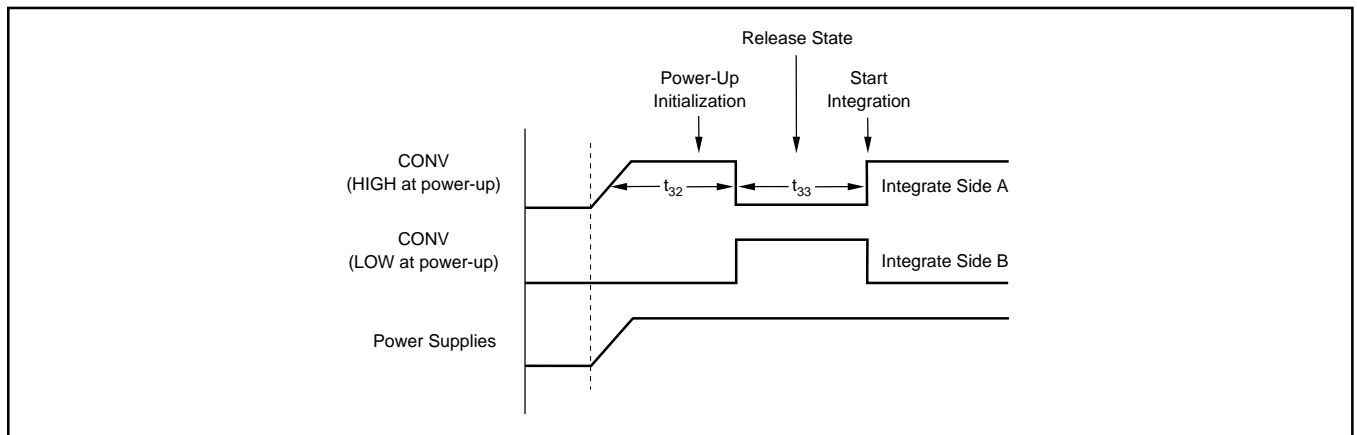 Release State
Power-Up
Initialization
Start
Integration
CONV
(HIGH at power-up)
t32
t33
Integrate Side A
CONV
(LOW at power-up)
Integrate Side B
Power Supplies